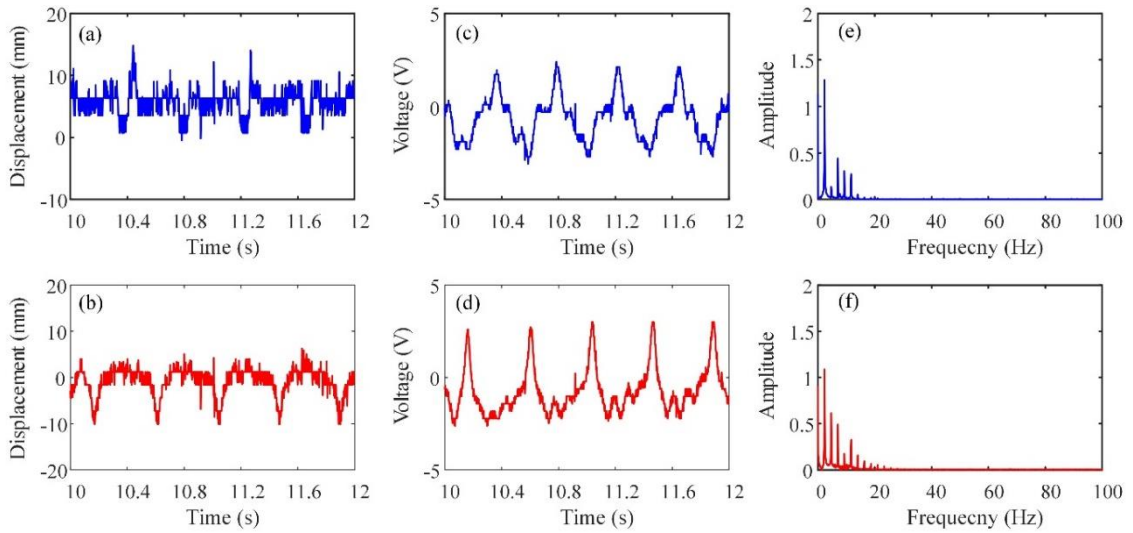 Displacement (mm)
20
10
0
-10
(a)
10 10.4 10.8 11.2 11.6 12
Time (s)
Voltage (V)
5
0
-5
(c)
10 10.4 10.8 11.2 11.6 12
Time (s)
Amplitude
2
1.5
1
0.5
0
(e)
0 20 40 60 80 100
Frequecny (Hz)
Displacement (mm)
20
10
0
-10
-20
(b)
10 10.4 10.8 11.2 11.6 12
Time (s)
Voltage (V)
5
0
-5
(d)
10 10.4 10.8 11.2 11.6 12
Time (s)
Amplitude
2
1.5
1
0.5
0
(f)
0 20 40 60 80 100
Frequecny (Hz)